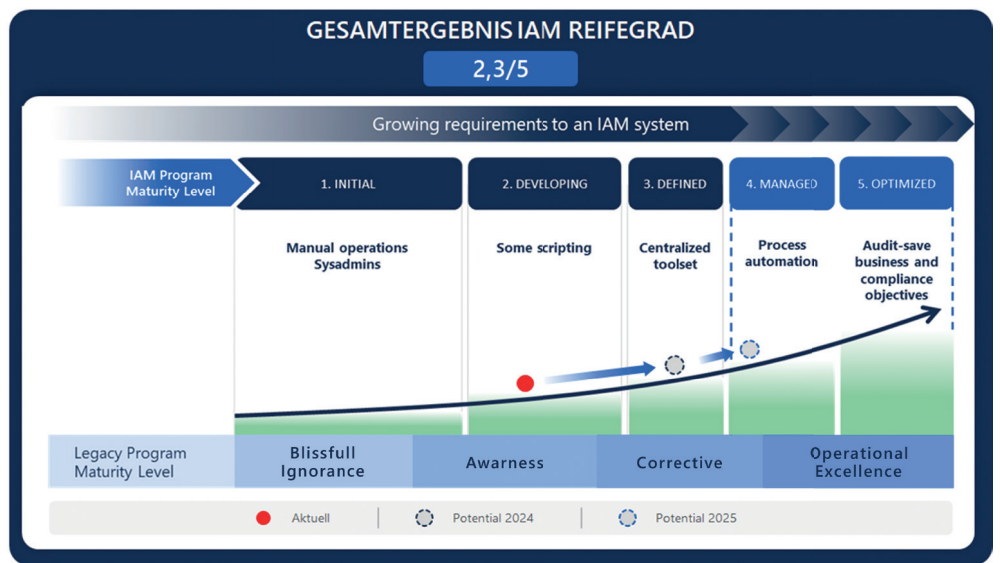 GESAMTERGEBNIS IAM REIFEGRAD
2,3/5
Growing requirements to an IAM system
IAM Program
Maturity Level
1. INITIAL
2. DEVELOPING
3. DEFINED
4. MANAGED
5. OPTIMIZED
Manual operations
Sysadmins
Some scripting
Centralized
toolset
Process
automation
Audit-save
business and
compliance
objectives
Legacy Program
Maturity Level
Blissfull
Ignorance
Awarness
Corrective
Operational
Excellence
Aktuell
Potential 2024
Potential 2025